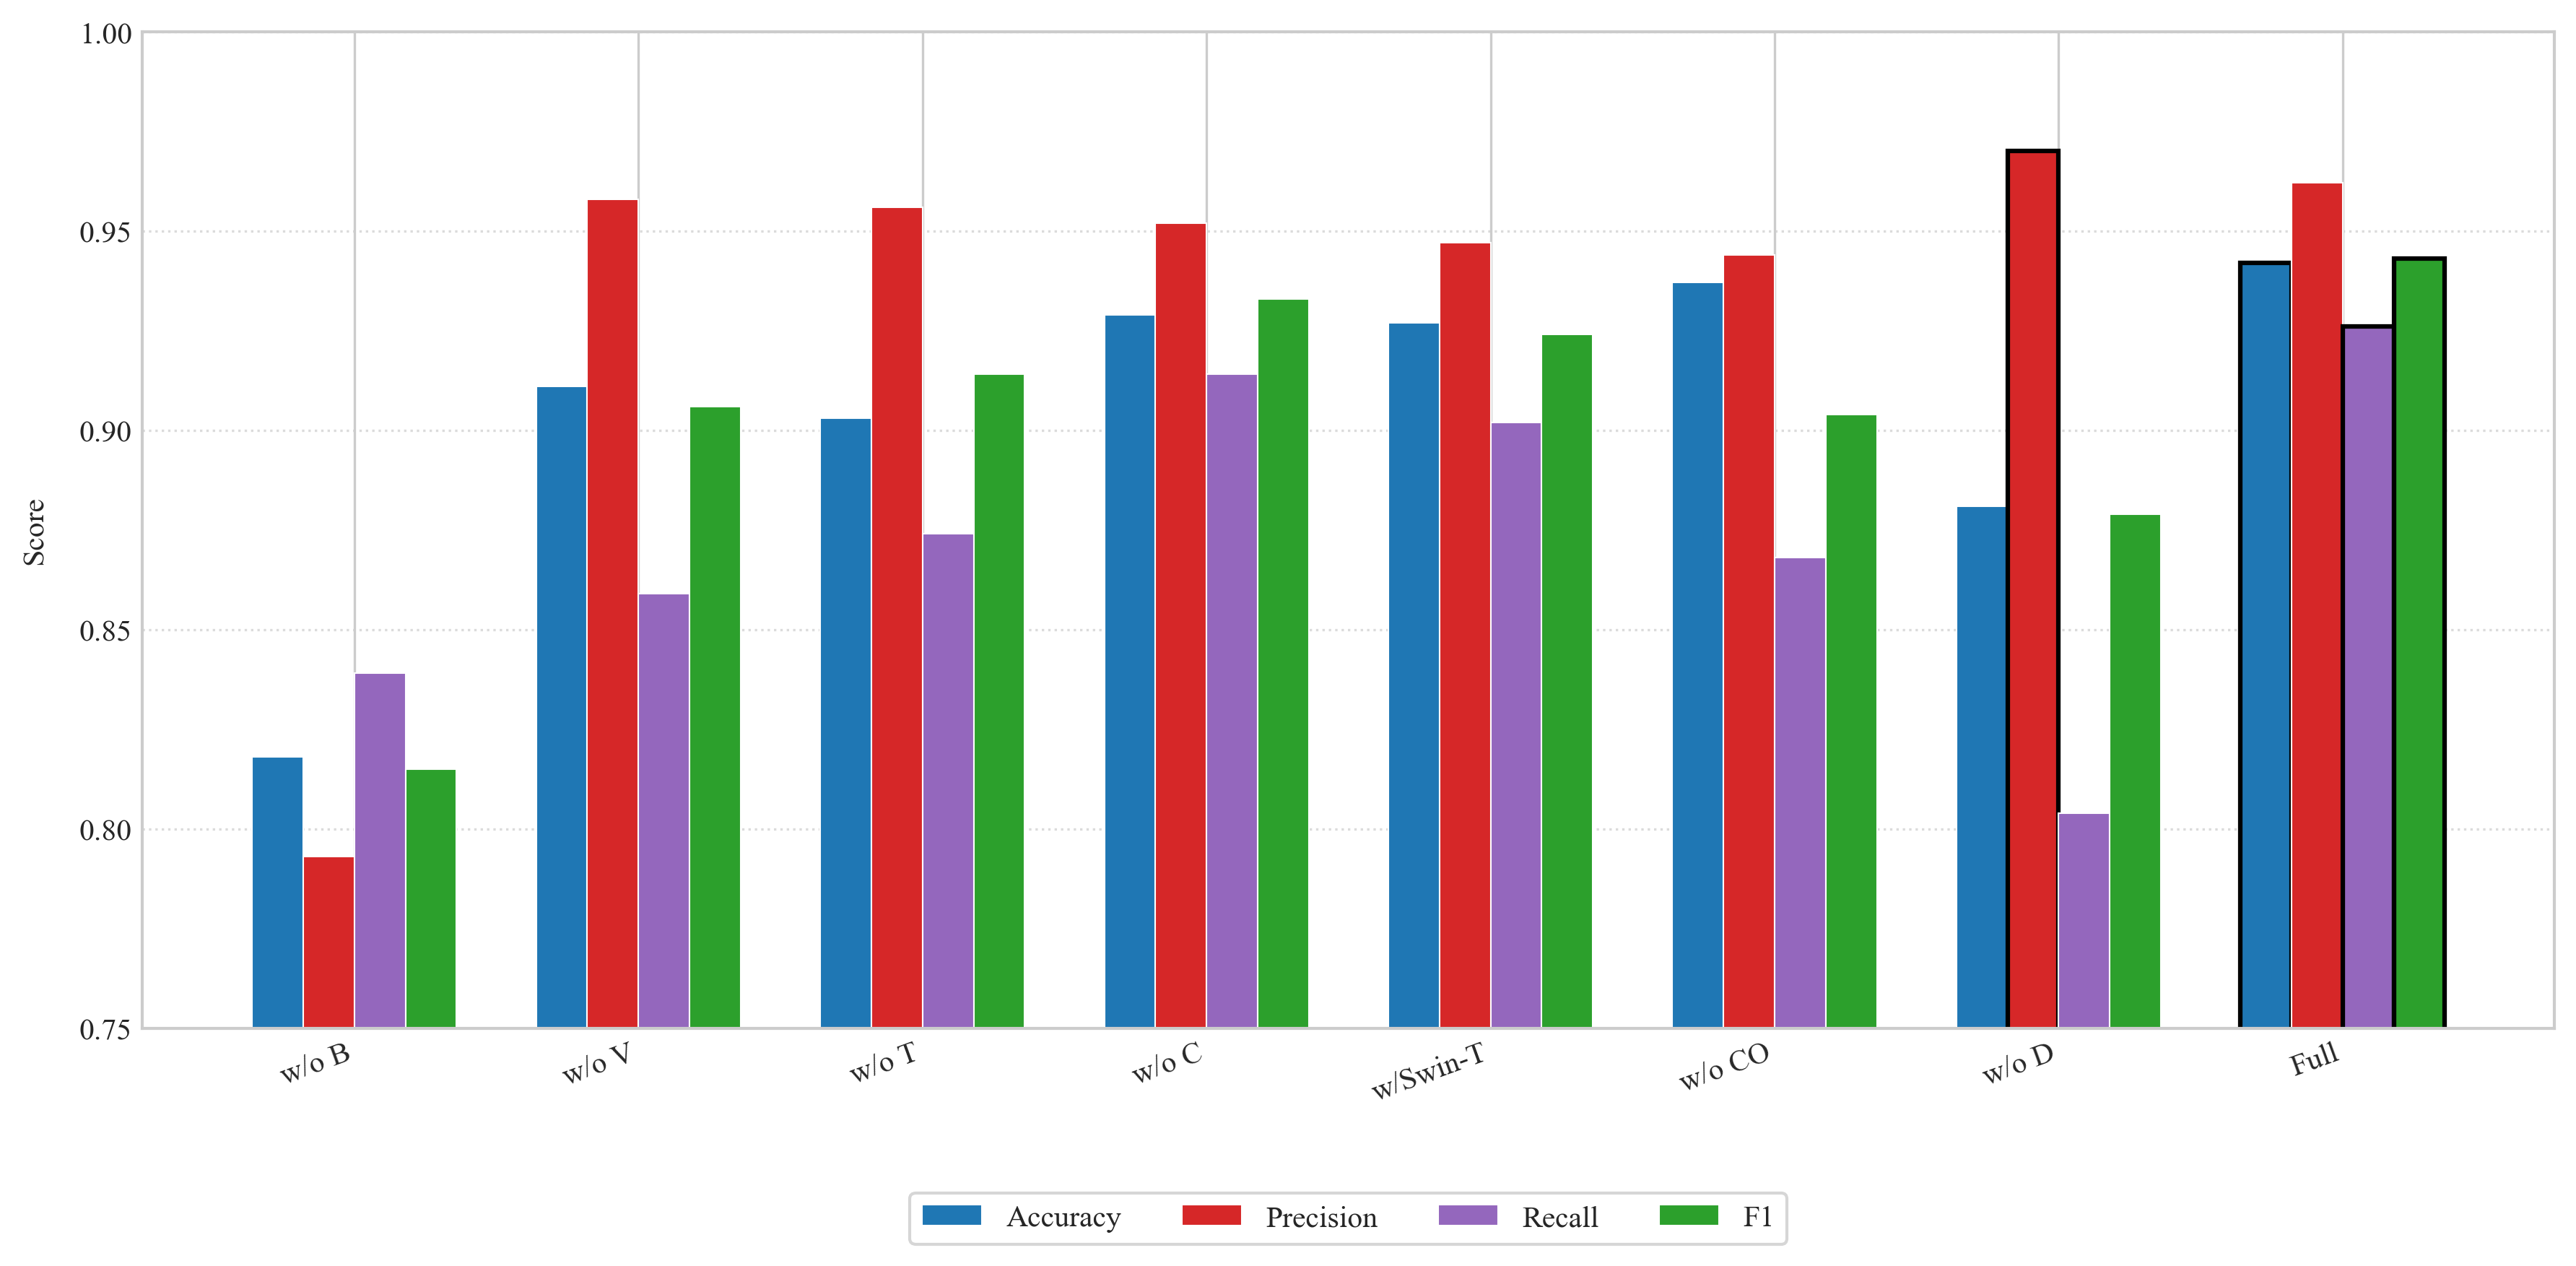 1.00
0.95
0.90
0.85
0.80
0.75
Score
w/o B
w/o V
w/o T
w/o C
w/Swin-T
w/o CO
w/o D
Full
Accuracy Precision Recall F1